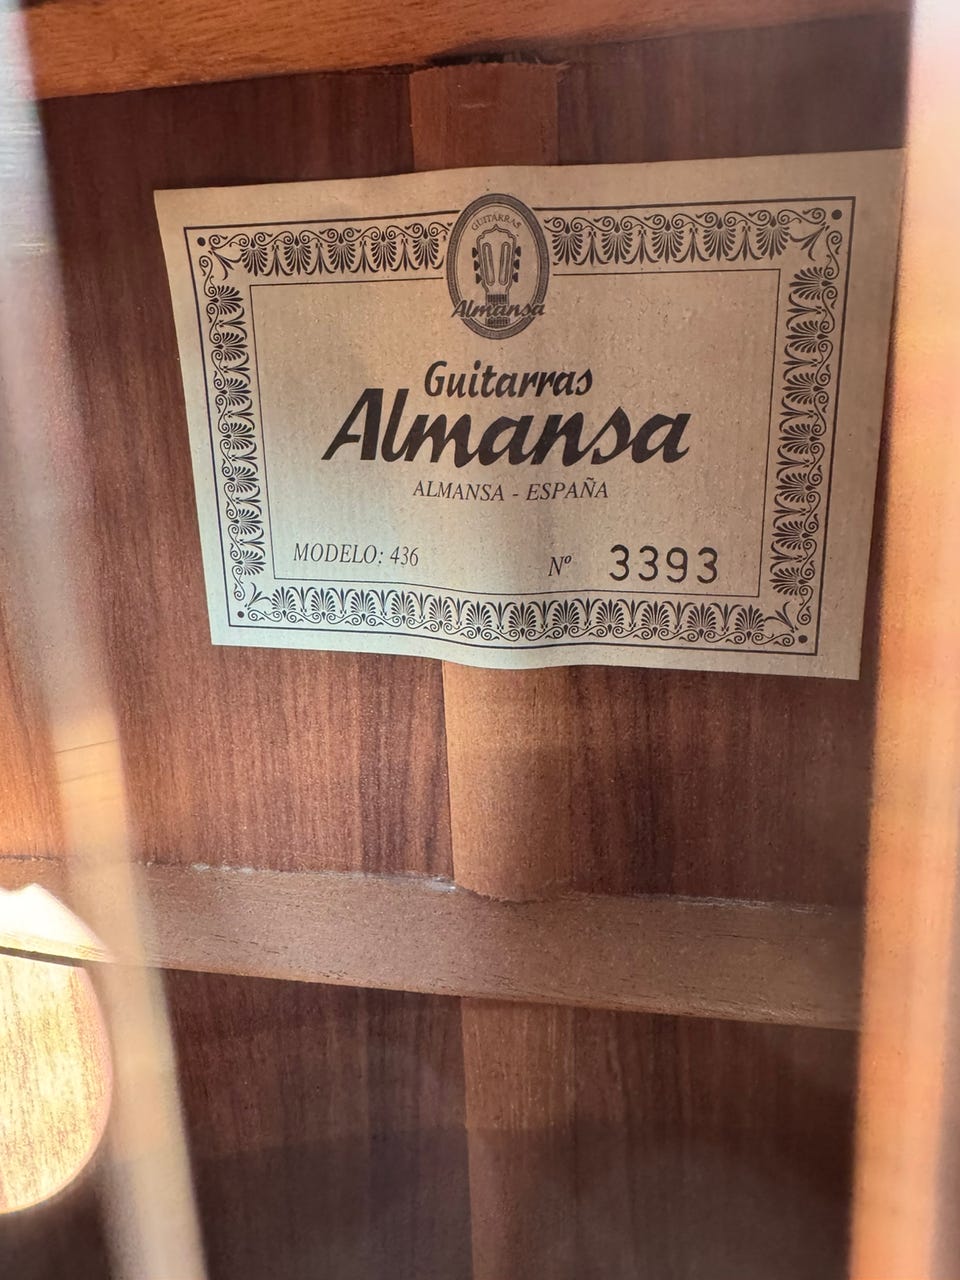 GUITARRAS
Almansa
Guitarras
Almansa
ALMANSA - ESPAÑA
MODELO: 436 Nº 3393